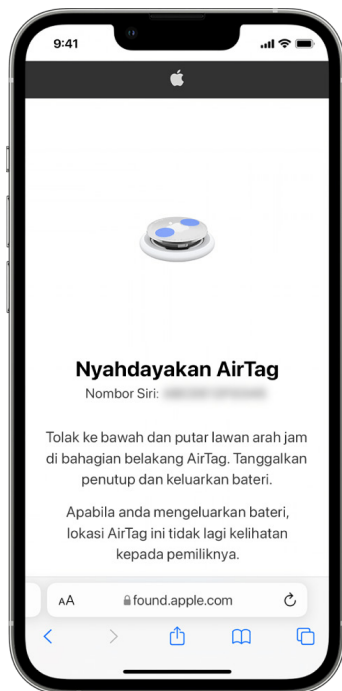 9:41
Nyahdayakan AirTag
Nombor Siri:
Tolak ke bawah dan putar lawan arah jam
di bahagian belakang AirTag. Tanggalkan
penutup dan keluarkan bateri.
Apabila anda mengeluarkan bateri,
lokasi AirTag ini tidak lagi kelihatan
kepada pemiliknya.
AA found.apple.com